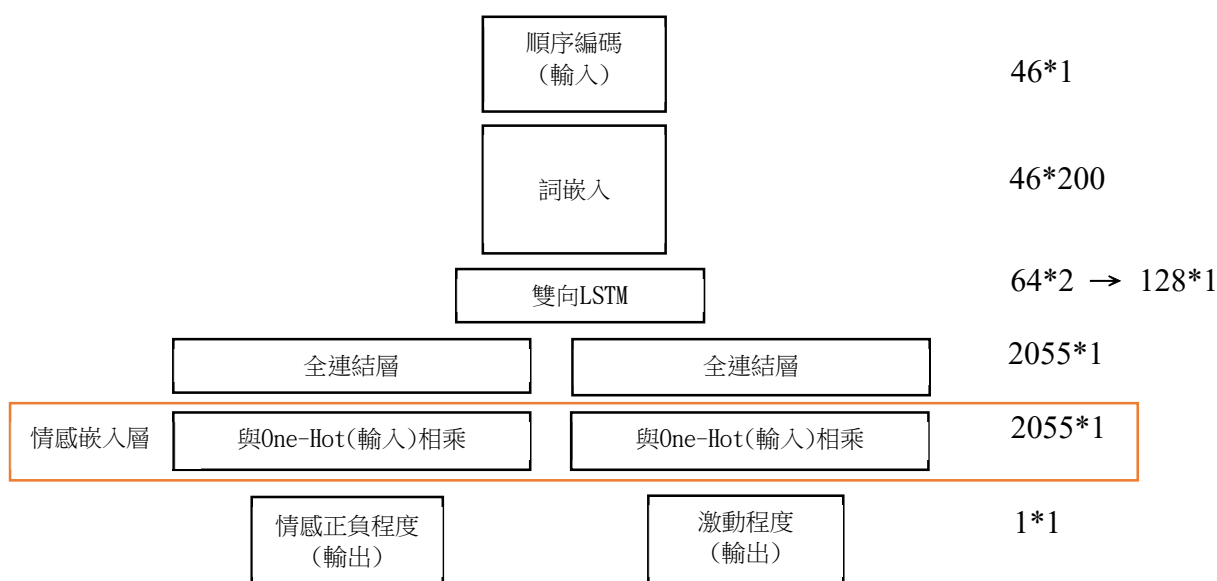 順序編碼
(輸入)
46*1
詞嵌入
46*200
雙向LSTM
64*2 → 128*1
全連結層
全連結層
2055*1
情感嵌入層
與One-Hot(輸入)相乘
與One-Hot(輸入)相乘
2055*1
情感正負程度
(輸出)
激動程度
(輸出)
1*1